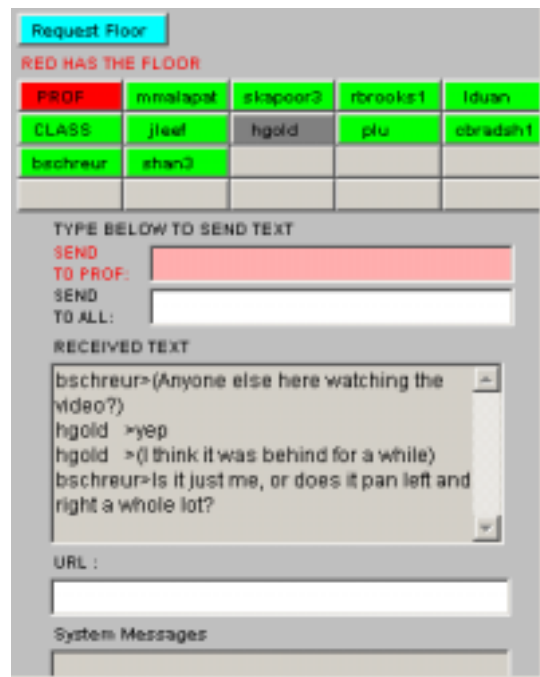 Request Floor
RED HAS THE FLOOR
PROF mmalapat skapoor3 rbrooks1 lduan
CLASS jleef hgold plu cbradsh1
bschreur shan3
TYPE BELOW TO SEND TEXT
SEND
TO PROF:
SEND
TO ALL:
RECEIVED TEXT
bschreur>(Anyone else here watching the
video?)
hgold >yep
hgold >(I think it was behind for a while)
bschreur>Is it just me, or does it pan left and
right a whole lot?
URL :
System Messages